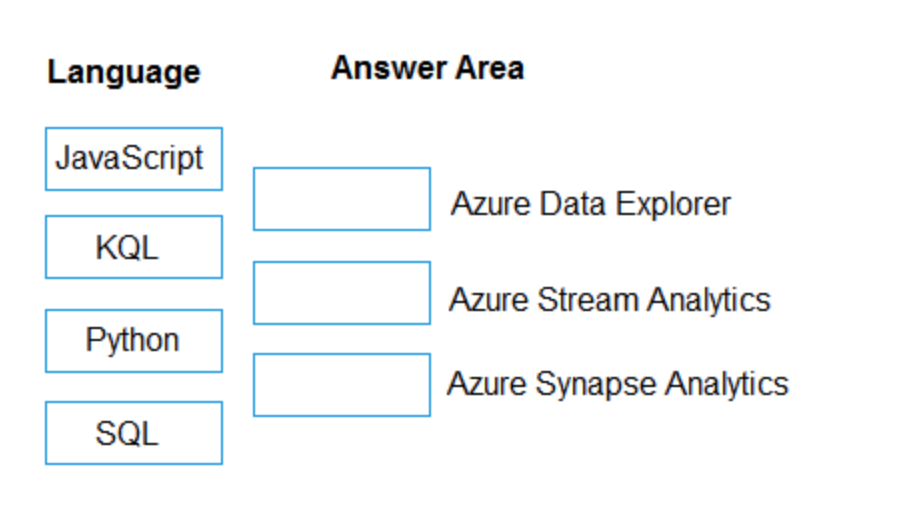 Language
Answer Area
JavaScript
KQL
Python
SQL
Azure Data Explorer
Azure Stream Analytics
Azure Synapse Analytics